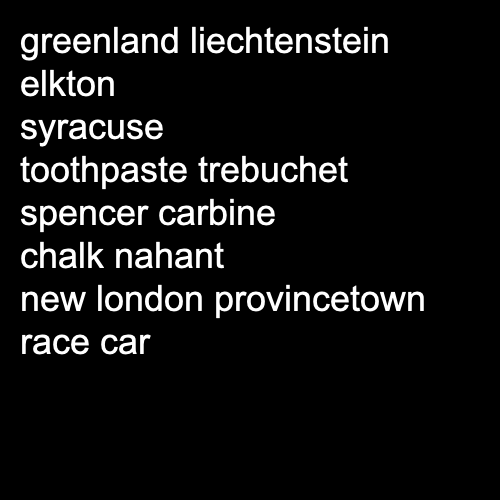 greenland liechtenstein
elkton
syracuse
toothpaste trebuchet
spencer carbine
chalk nahant
new london provincetown
race car